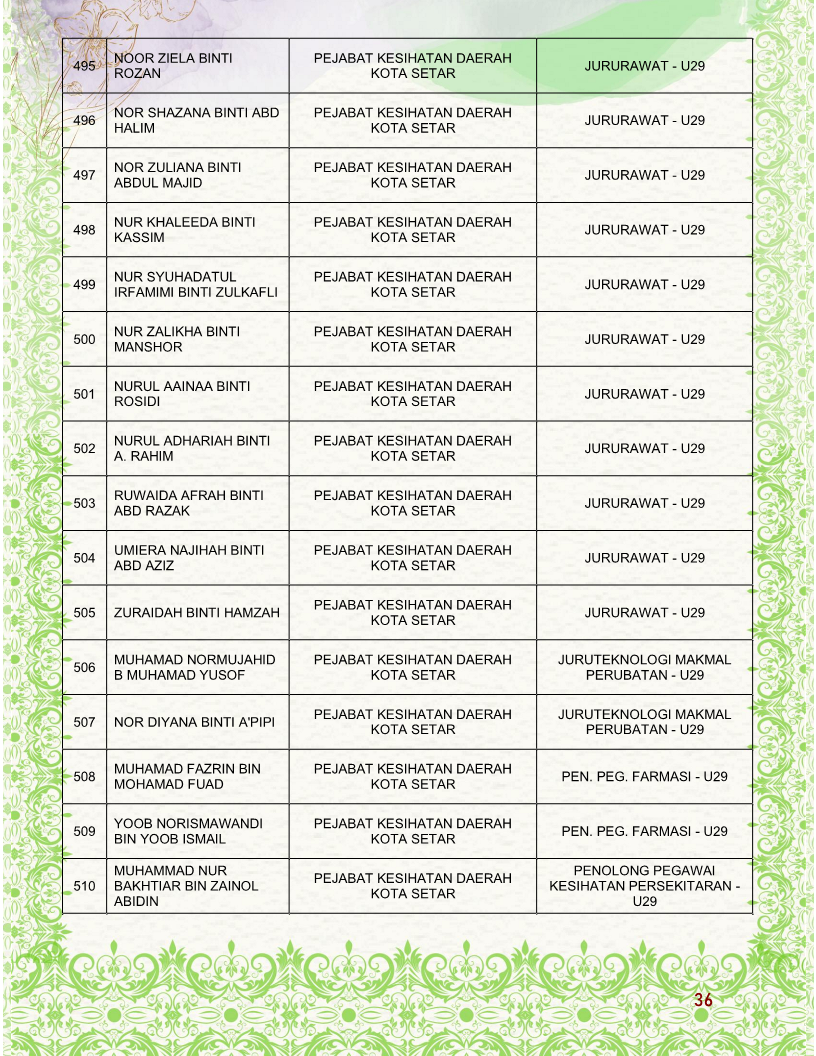 495
NOOR ZIELA BINTI
ROZAN
PEJABAT KESIHATAN DAERAH
KOTA SETAR
JURURAWAT - U29
496
NOR SHAZANA BINTI ABD
HALIM
PEJABAT KESIHATAN DAERAH
KOTA SETAR
JURURAWAT - U29
497
NOR ZULIANA BINTI
ABDUL MAJID
PEJABAT KESIHATAN DAERAH
KOTA SETAR
JURURAWAT - U29
498
NUR KHALEEDA BINTI
KASSIM
PEJABAT KESIHATAN DAERAH
KOTA SETAR
JURURAWAT - U29
499
NUR SYUHADATUL
IRFAMIMI BINTI ZULKAFLI
PEJABAT KESIHATAN DAERAH
KOTA SETAR
JURURAWAT - U29
500
NUR ZALIKHA BINTI
MANSHOR
PEJABAT KESIHATAN DAERAH
KOTA SETAR
JURURAWAT - U29
501
NURUL AAINAA BINTI
ROSIDI
PEJABAT KESIHATAN DAERAH
KOTA SETAR
JURURAWAT - U29
502
NURUL ADHARIAH BINTI
A. RAHIM
PEJABAT KESIHATAN DAERAH
KOTA SETAR
JURURAWAT - U29
503
RUWAIDA AFRAH BINTI
ABD RAZAK
PEJABAT KESIHATAN DAERAH
KOTA SETAR
JURURAWAT - U29
504
UMIERA NAJIHAH BINTI
ABD AZIZ
PEJABAT KESIHATAN DAERAH
KOTA SETAR
JURURAWAT - U29
505
ZURAIDAH BINTI HAMZAH
PEJABAT KESIHATAN DAERAH
KOTA SETAR
JURURAWAT - U29
506
MUHAMAD NORMUJAHID
B MUHAMAD YUSOF
PEJABAT KESIHATAN DAERAH
KOTA SETAR
JURUTEKNOLOGI MAKMAL
PERUBATAN - U29
507
NOR DIYANA BINTI A'PIPI
PEJABAT KESIHATAN DAERAH
KOTA SETAR
JURUTEKNOLOGI MAKMAL
PERUBATAN - U29
508
MUHAMAD FAZRIN BIN
MOHAMAD FUAD
PEJABAT KESIHATAN DAERAH
KOTA SETAR
PEN. PEG. FARMASI - U29
509
YOOB NORISMAWANDI
BIN YOOB ISMAIL
PEJABAT KESIHATAN DAERAH
KOTA SETAR
PEN. PEG. FARMASI - U29
510
MUHAMMAD NUR
BAKHTIAR BIN ZAINOL
ABIDIN
PEJABAT KESIHATAN DAERAH
KOTA SETAR
PENOLONG PEGAWAI
KESIHATAN PERSEKITARAN -
U29
36